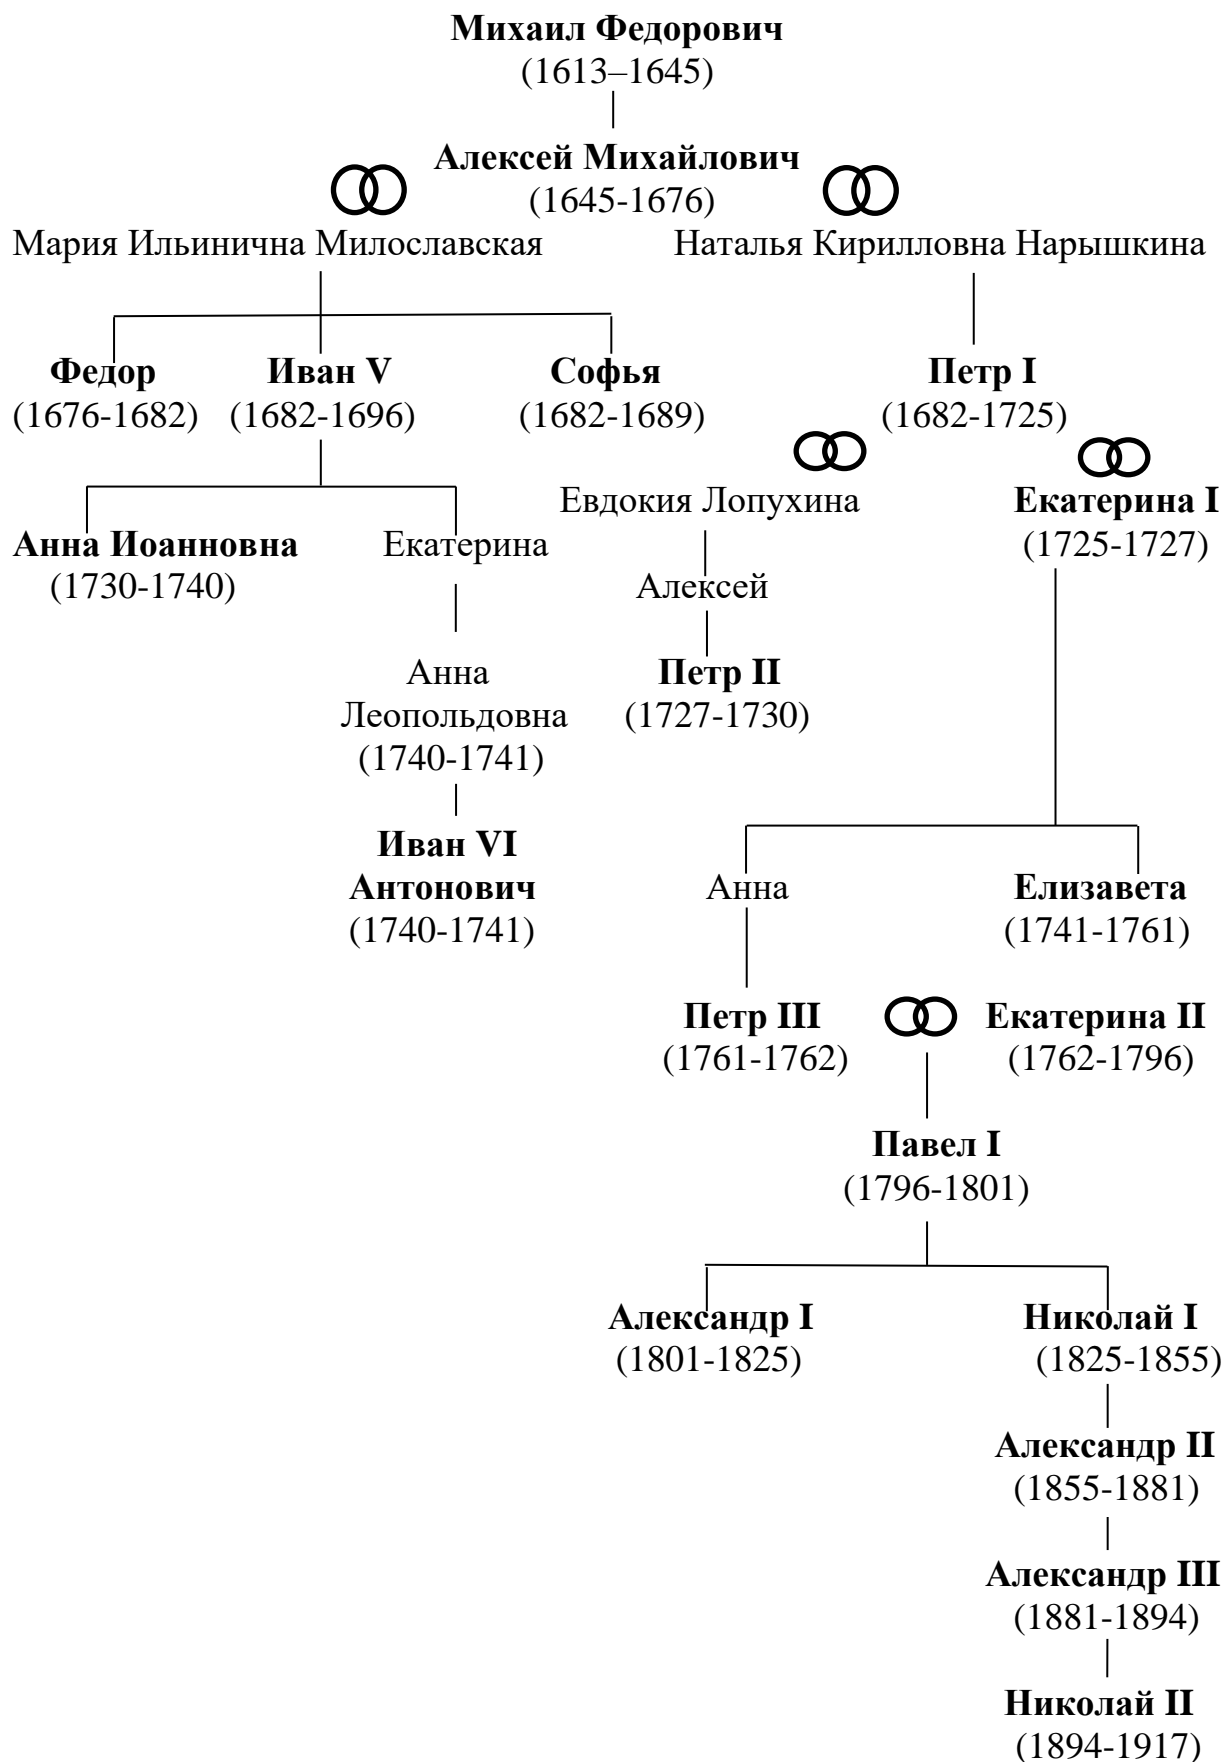 Михаил Федорович
(1613–1645)
Алексей Михайлович
(1645-1676)
Мария Ильинична Милославская
Наталья Кирилловна Нарышкина
Федор
(1676-1682)
Иван V
(1682-1696)
Софья
(1682-1689)
Петр I
(1682-1725)
Евдокия Лопухина
Екатерина I
(1725-1727)
Анна Иоанновна
(1730-1740)
Екатерина
Алексей
Анна
Леопольдовна
(1740-1741)
Петр II
(1727-1730)
Иван VI
Антонович
(1740-1741)
Анна
Елизавета
(1741-1761)
Петр III
(1761-1762)
Екатерина II
(1762-1796)
Павел I
(1796-1801)
Александр I
(1801-1825)
Николай I
(1825-1855)
Александр II
(1855-1881)
Александр III
(1881-1894)
Николай II
(1894-1917)